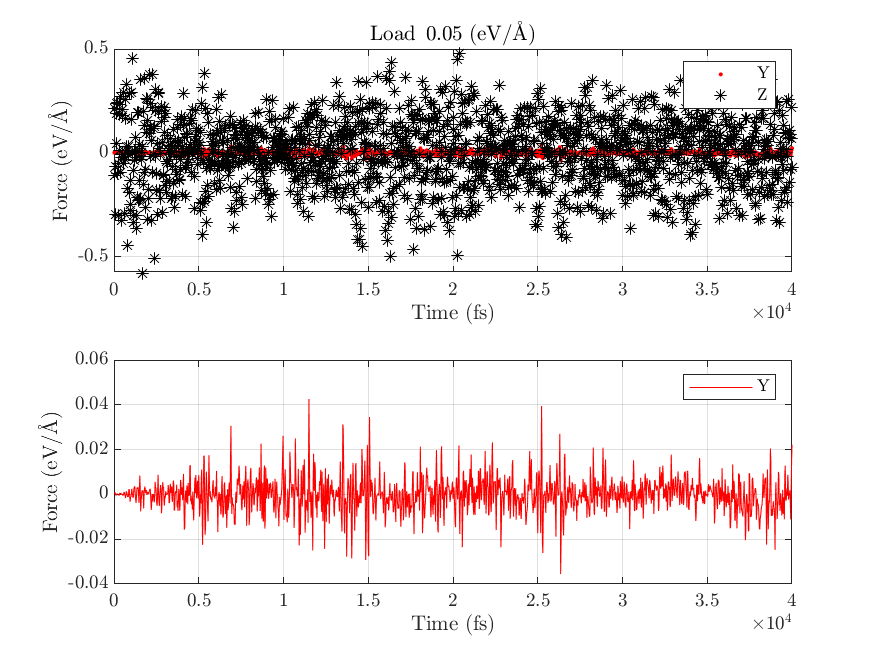 Load 0.05 (eV/Å)
0.5
0
-0.5
Force (eV/Å)
Y
Z
0 0.5 1 1.5 2 2.5 3 3.5 4
Time (fs)
×10⁴
0.06
0.04
0.02
0
-0.02
-0.04
Force (eV/Å)
Y
0 0.5 1 1.5 2 2.5 3 3.5 4
Time (fs)
×10⁴